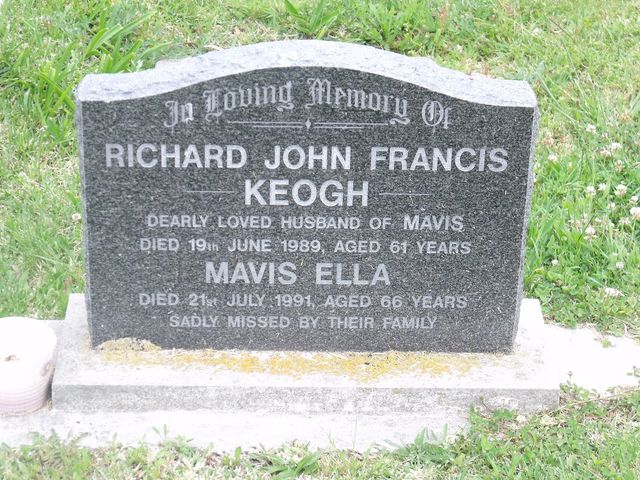 In Loving Memory Of
RICHARD JOHN FRANCIS
KEOGH
DEARLY LOVED HUSBAND OF MAVIS
DIED 19TH JUNE 1989, AGED 61 YEARS
MAVIS ELLA
DIED 21ST JULY 1991, AGED 66 YEARS
SADLY MISSED BY THEIR FAMILY